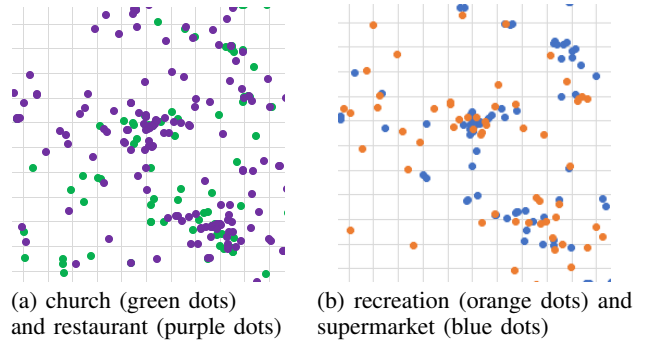 (a) church (green dots)
and restaurant (purple dots)
(b) recreation (orange dots) and
supermarket (blue dots)